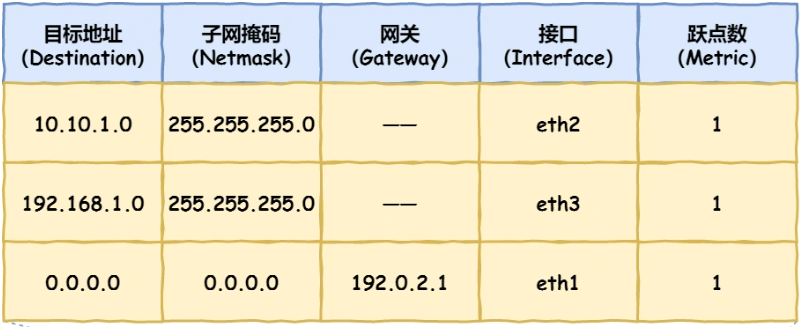 目标地址 子网掩码 网关 接口 跃点数
(Destination) (Netmask) (Gateway) (Interface) (Metric)
10.10.1.0 255.255.255.0 —— eth2 1
192.168.1.0 255.255.255.0 —— eth3 1
0.0.0.0 0.0.0.0 192.0.2.1 eth1 1